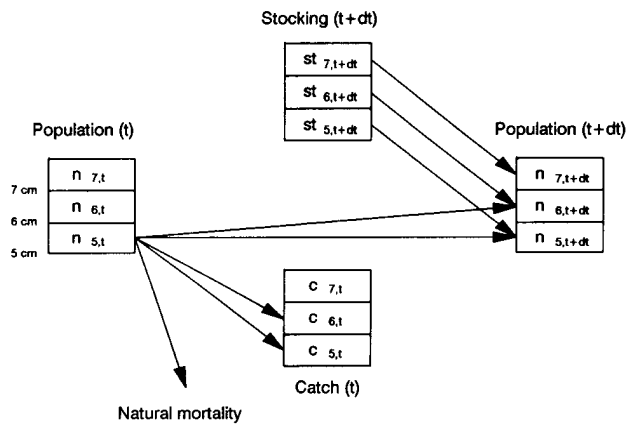 Stocking (t+dt)
st 7,t+dt
st 6,t+dt
st 5,t+dt
Population (t)
n 7,t
n 6,t
n 5,t
7 cm
6 cm
5 cm
Population (t+dt)
n 7,t+dt
n 6,t+dt
n 5,t+dt
c 7,t
c 6,t
c 5,t
Catch (t)
Natural mortality